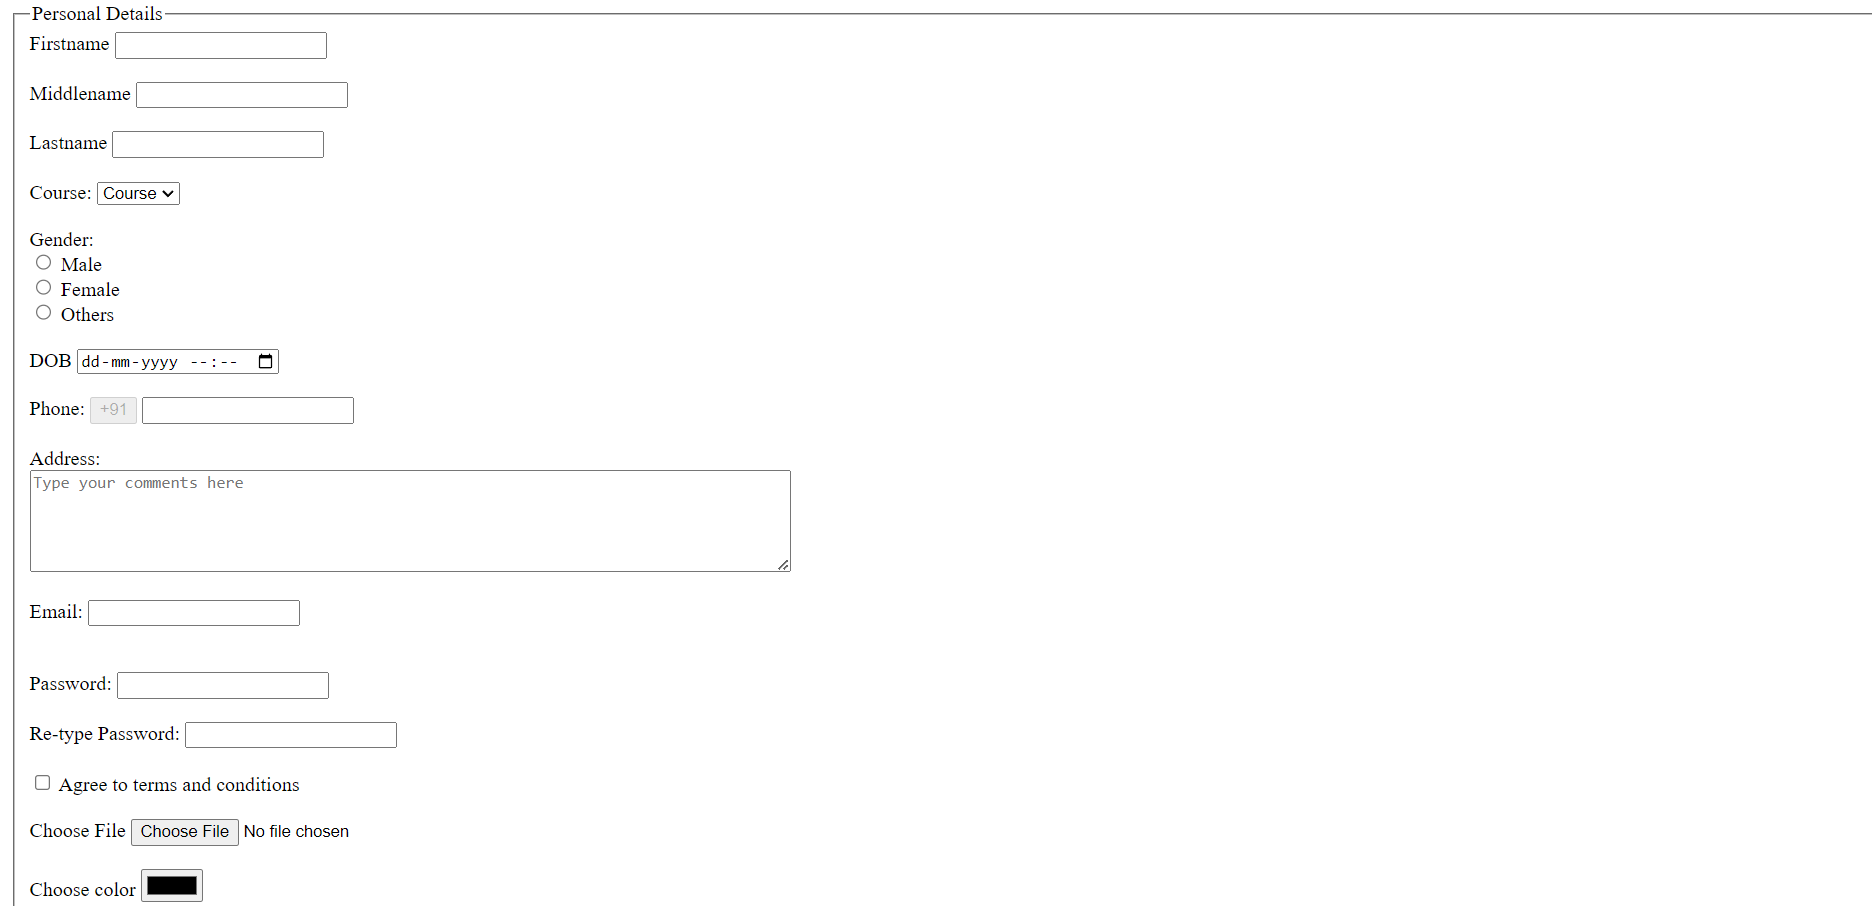 Personal Details
Firstname
Middlename
Lastname
Course: Course
Gender:
Male
Female
Others
DOB dd-mm-yyyy --:--
Phone: +91
Address:
Type your comments here
Email:
Password:
Re-type Password:
Agree to terms and conditions
Choose File Choose File No file chosen
Choose color